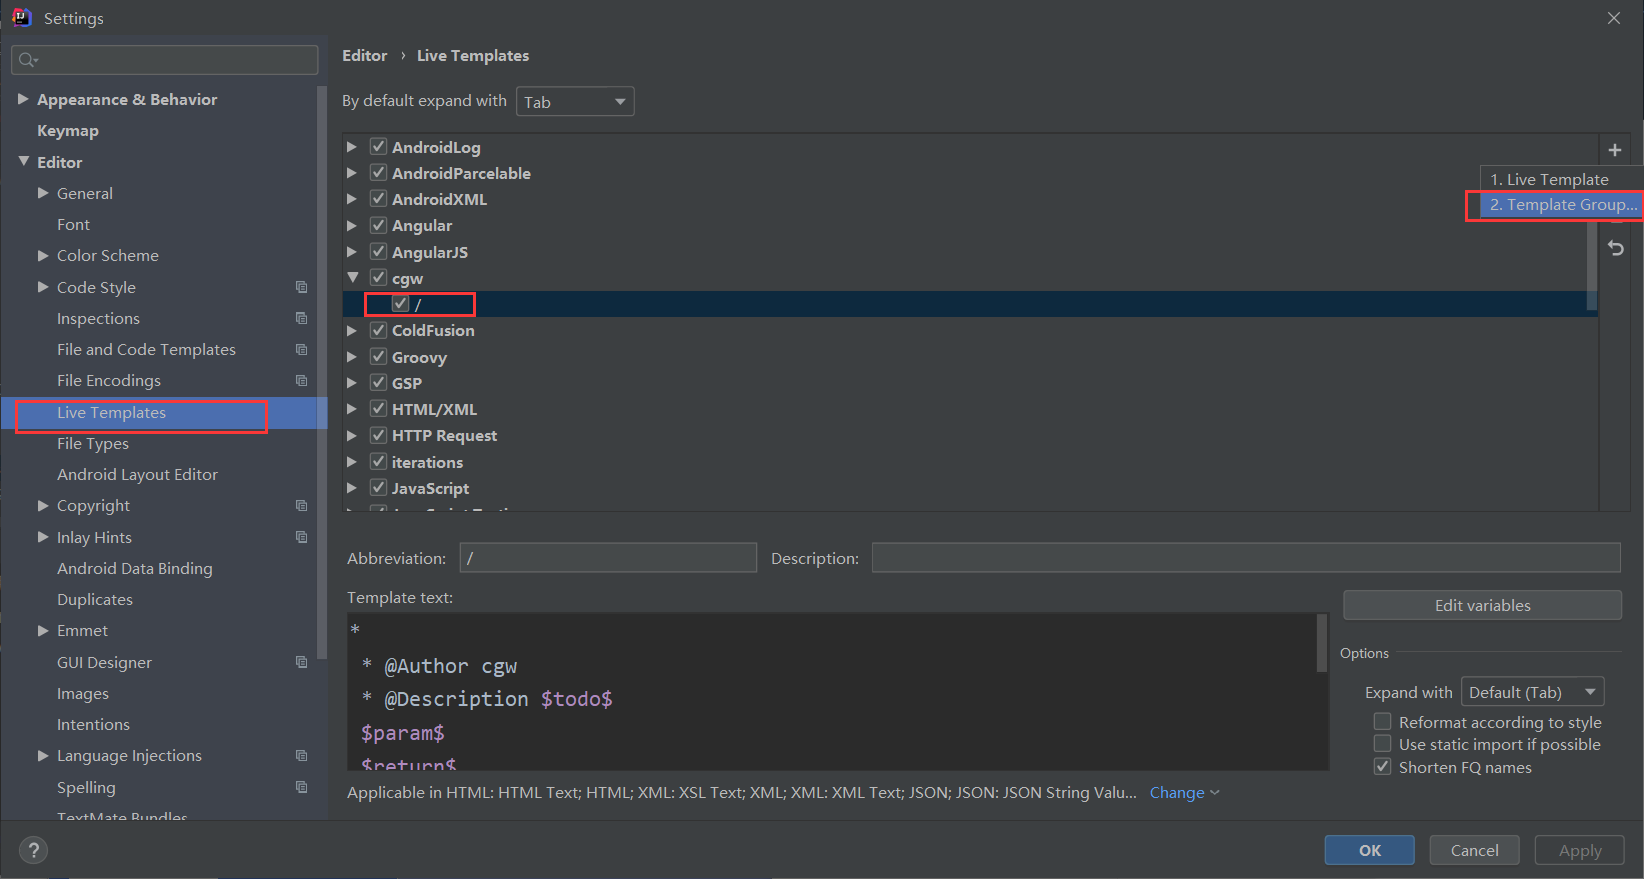 Settings
Editor › Live Templates
By default expand with Tab
Appearance & Behavior
Keymap
Editor
General
Font
Color Scheme
Code Style
Inspections
File and Code Templates
File Encodings
Live Templates
File Types
Android Layout Editor
Copyright
Inlay Hints
Android Data Binding
Duplicates
Emmet
GUI Designer
Images
Intentions
Language Injections
Spelling
TextMate Bundles
AndroidLog
AndroidParcelable
AndroidXML
Angular
AngularJS
cgw
/
ColdFusion
Groovy
GSP
HTML/XML
HTTP Request
iterations
JavaScript
1. Live Template
2. Template Group...
Abbreviation: /
Description:
Template text:
*
* @Author cgw
* @Description $todo$
$param$
$return$
Edit variables
Options
Expand with Default (Tab)
Reformat according to style
Use static import if possible
Shorten FQ names
Applicable in HTML: HTML Text; HTML; XML: XSL Text; XML; XML: XML Text; JSON; JSON: JSON String Valu... Change
?
OK
Cancel
Apply